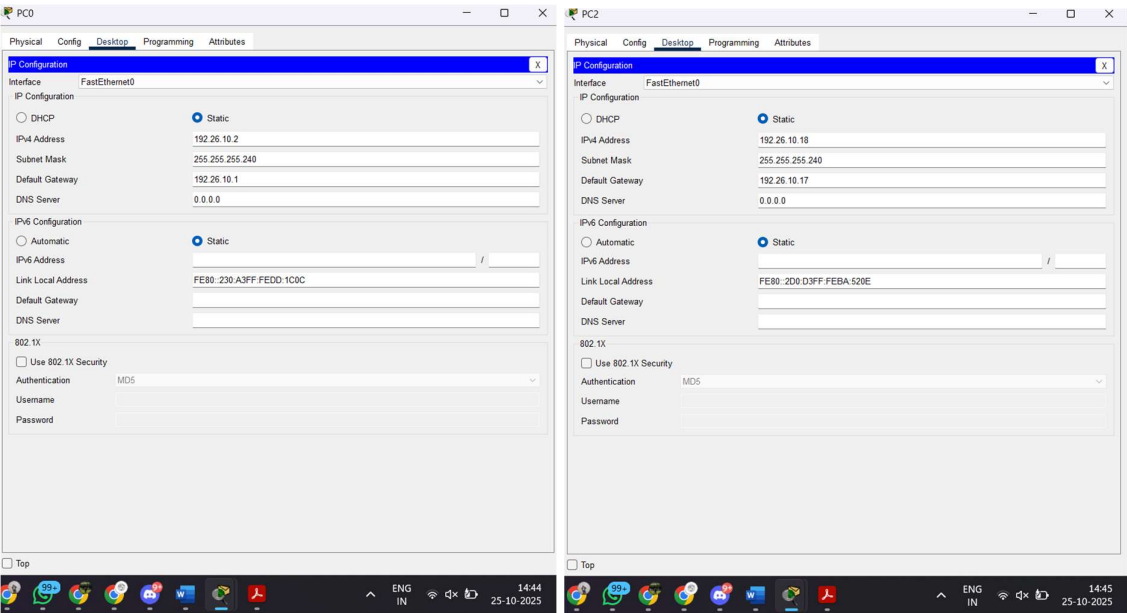 PC0
Physical Config Desktop Programming Attributes
IP Configuration X
Interface FastEthernet0
IP Configuration
DHCP Static
IPv4 Address 192.26.10.2
Subnet Mask 255.255.255.240
Default Gateway 192.26.10.1
DNS Server 0.0.0.0
IPv6 Configuration
Automatic Static
IPv6 Address /
Link Local Address FE80::230:A3FF:FEDD:1C0C
Default Gateway
DNS Server
802.1X
Use 802.1X Security
Authentication MD5
Username
Password
Top
99+ 9+ W ENG 14:44
IN 25-10-2025
PC2
Physical Config Desktop Programming Attributes
IP Configuration X
Interface FastEthernet0
IP Configuration
DHCP Static
IPv4 Address 192.26.10.18
Subnet Mask 255.255.255.240
Default Gateway 192.26.10.17
DNS Server 0.0.0.0
IPv6 Configuration
Automatic Static
IPv6 Address /
Link Local Address FE80::2D0:D3FF:FEBA:520E
Default Gateway
DNS Server
802.1X
Use 802.1X Security
Authentication MD5
Username
Password
Top
99+ 9+ W ENG 14:45
IN 25-10-2025